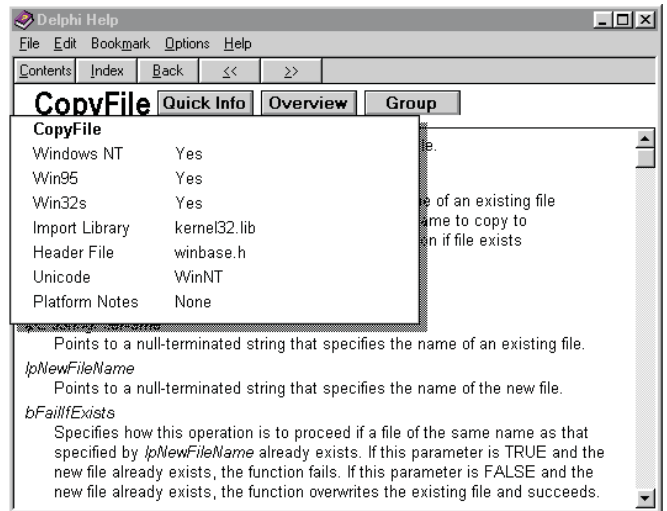 Delphi Help
File Edit Bookmark Options Help
Contents Index Back << >>
CopyFile Quick Info Overview Group
CopyFile
Windows NT Yes
Win95 Yes
Win32s Yes
Import Library kernel32.lib
Header File winbase.h
Unicode WinNT
Platform Notes None
le.
e of an existing file
ame to copy to
on if file exists
Points to a null-terminated string that specifies the name of an existing file.
lpNewFileName
Points to a null-terminated string that specifies the name of the new file.
bFailIfExists
Specifies how this operation is to proceed if a file of the same name as that
specified by lpNewFileName already exists. If this parameter is TRUE and the
new file already exists, the function fails. If this parameter is FALSE and the
new file already exists, the function overwrites the existing file and succeeds.